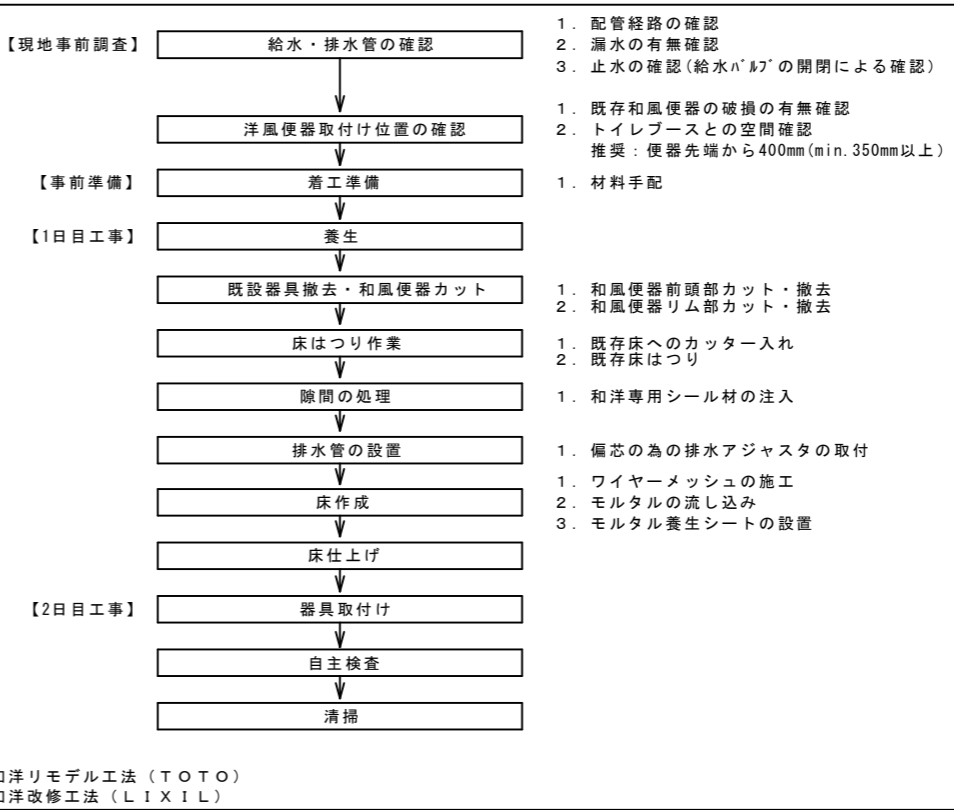 【現地事前調査】 給水・排水管の確認
1. 配管経路の確認
2. 漏水の有無確認
3. 止水の確認(給水ﾊﾞﾙﾌﾞの開閉による確認)
洋風便器取付け位置の確認
1. 既存和風便器の破損の有無確認
2. トイレブースとの空間確認
推奨：便器先端から400mm(min.350mm以上)
【事前準備】 着工準備 1. 材料手配
【1日目工事】 養生
既設器具撤去・和風便器カット
1. 和風便器前頭部カット・撤去
2. 和風便器リム部カット・撤去
床はつり作業
1. 既存床へのカッター入れ
2. 既存床はつり
隙間の処理 1. 和洋専用シール材の注入
排水管の設置 1. 偏芯の為の排水アジャスタの取付
床作成
1. ワイヤーメッシュの施工
2. モルタルの流し込み
3. モルタル養生シートの設置
床仕上げ
【2日目工事】 器具取付け
自主検査
清掃
和洋リモデル工法（ＴＯＴＯ）
和洋改修工法（ＬＩＸＩＬ）